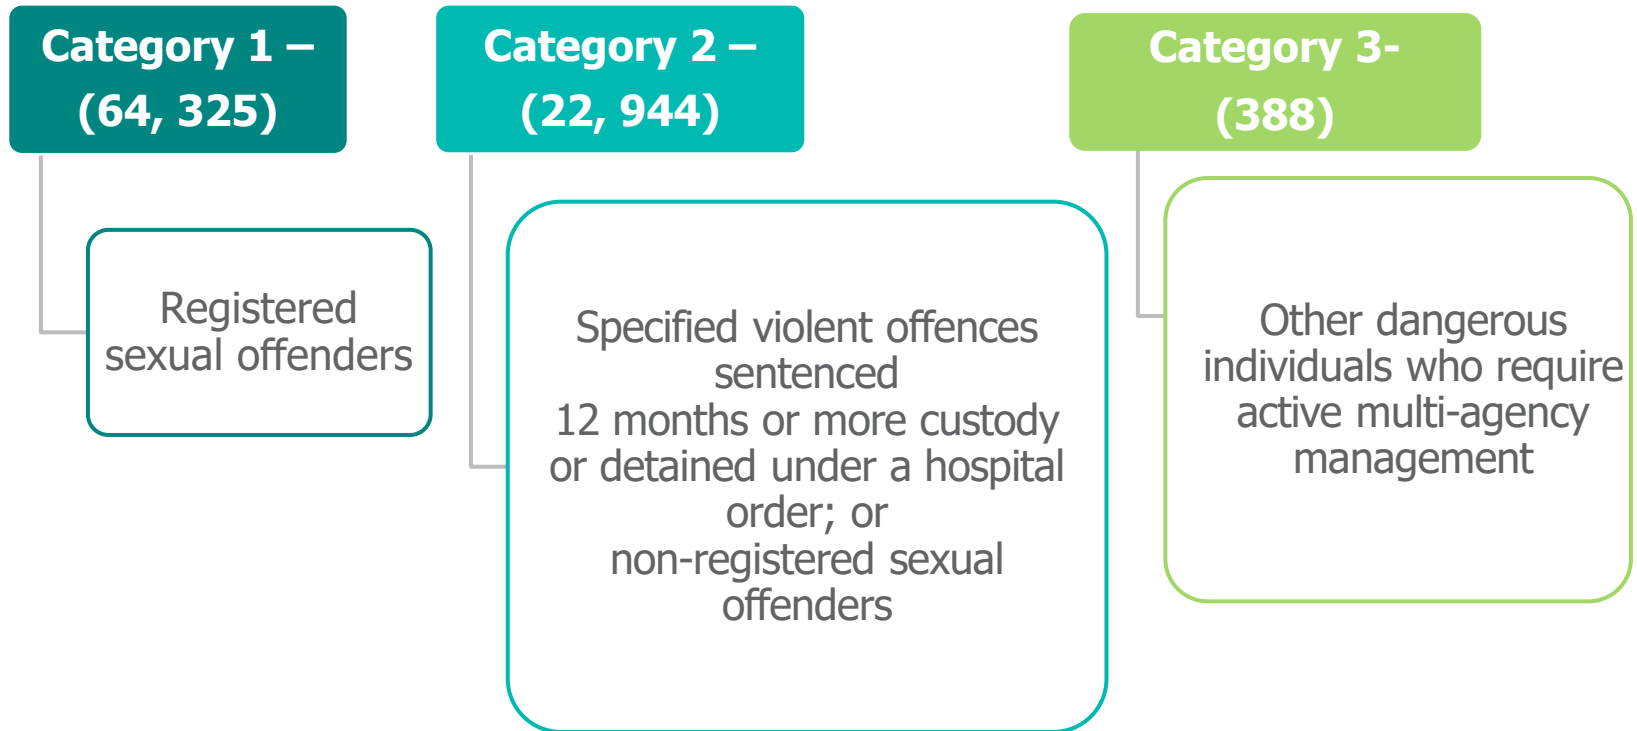 Category 1 –
(64, 325)
Registered
sexual offenders
Category 2 –
(22, 944)
Specified violent offences
sentenced
12 months or more custody
or detained under a hospital
order; or
non-registered sexual
offenders
Category 3-
(388)
Other dangerous
individuals who require
active multi-agency
management